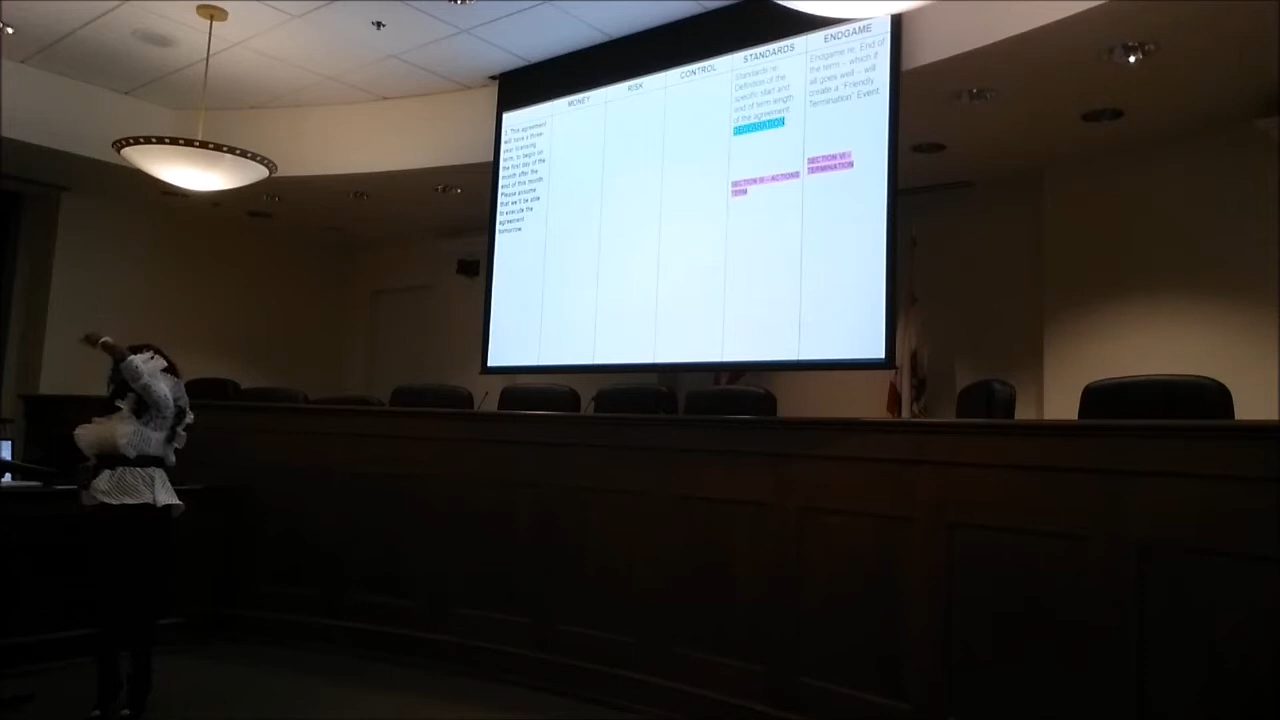 MONEY
RISK
CONTROL
STANDARDS
ENDGAME
3. This agreement
will have a three-
year licensing
term, to begin on
the first day of the
month after the
end of this month.
Please assume
that we'll be able
to execute the
agreement
tomorrow.
Standards re:
Definition of the
specific start and
end of term length
of the agreement.
DECLARATION
SECTION III – ACTIONS
TERM
Endgame re: End of
the term – which if
all goes well – will
create a "Friendly
Termination" Event.
SECTION VI -
TERMINATION